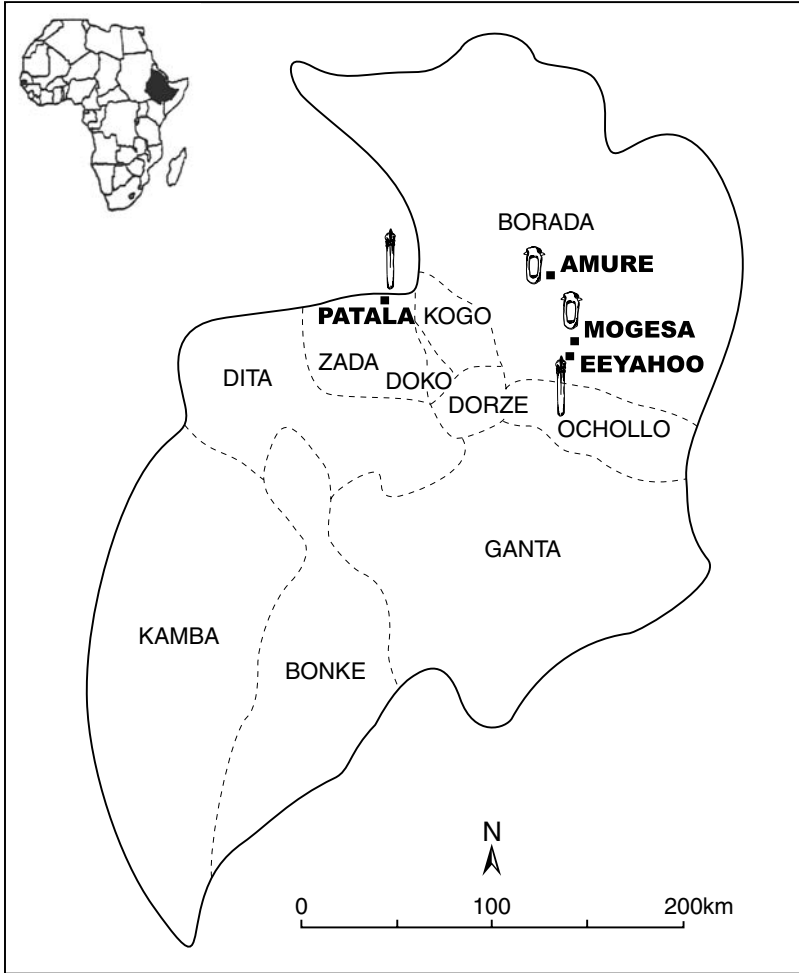 BORADA
AMURE
MOGESA
PATALA
KOGO
EEYAHOO
ZADA
DITA
DOKO
DORZE
OCHOLLO
GANTA
KAMBA
BONKE
N
0 100 200km